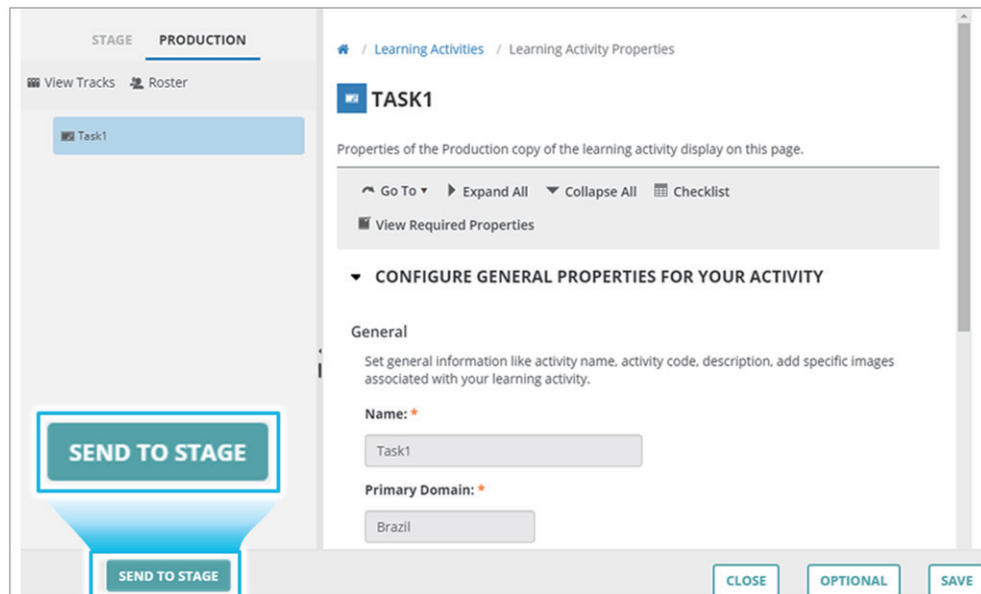 STAGE PRODUCTION
View Tracks Roster
Task1
SEND TO STAGE
SEND TO STAGE
/ Learning Activities / Learning Activity Properties
TASK1
Properties of the Production copy of the learning activity display on this page.
Go To Expand All Collapse All Checklist
View Required Properties
CONFIGURE GENERAL PROPERTIES FOR YOUR ACTIVITY
General
Set general information like activity name, activity code, description, add specific images
associated with your learning activity.
Name: *
Task1
Primary Domain: *
Brazil
CLOSE OPTIONAL SAVE